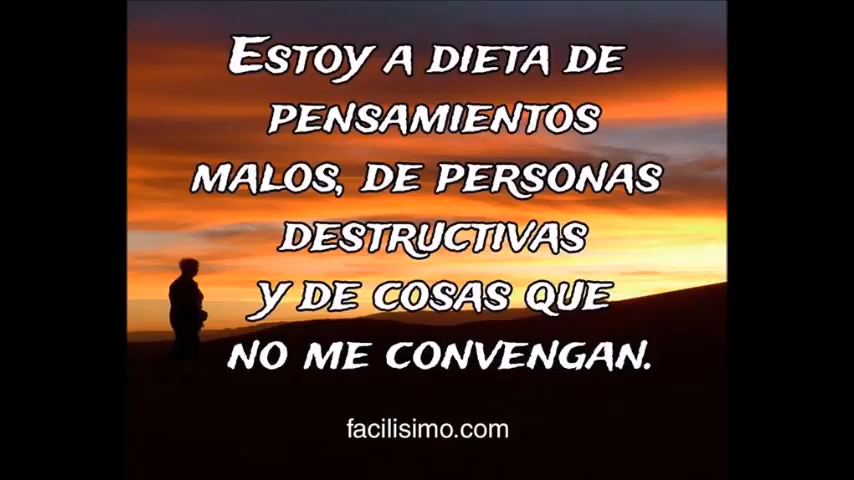 Estoy a dieta de
pensamientos
malos, de personas
destructivas
y de cosas que
no me convengan.
facilisimo.com